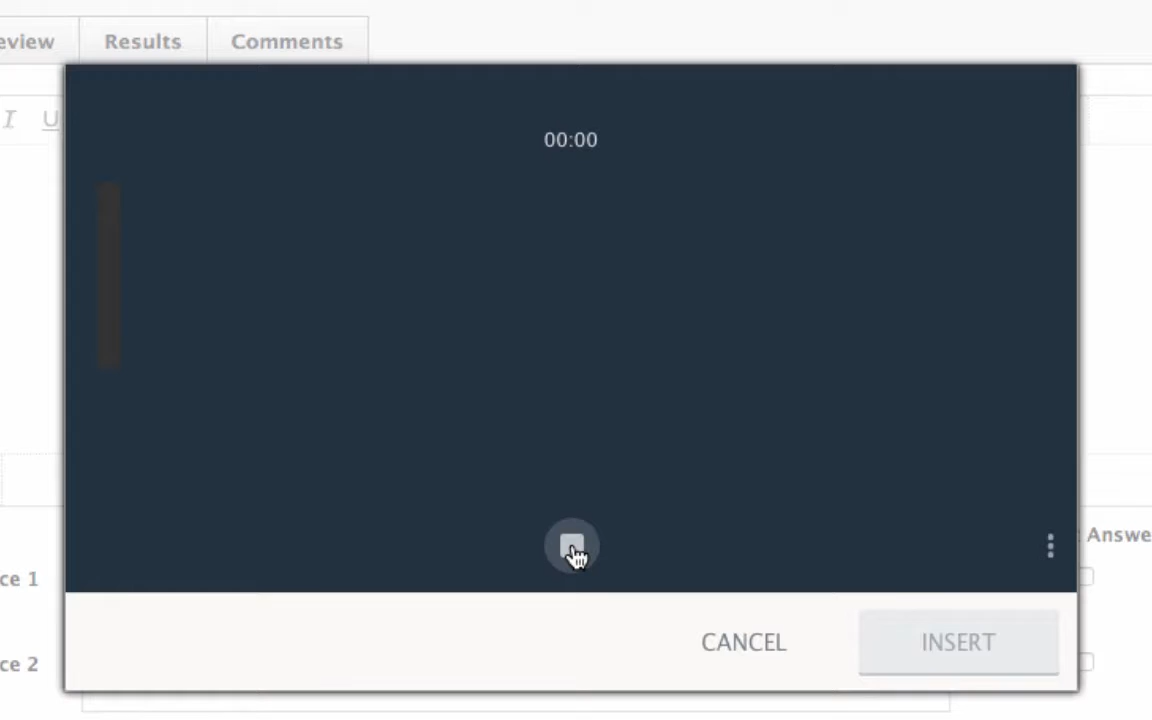 eview Results Comments
I U
00:00
Answe
ce 1
CANCEL INSERT
ce 2